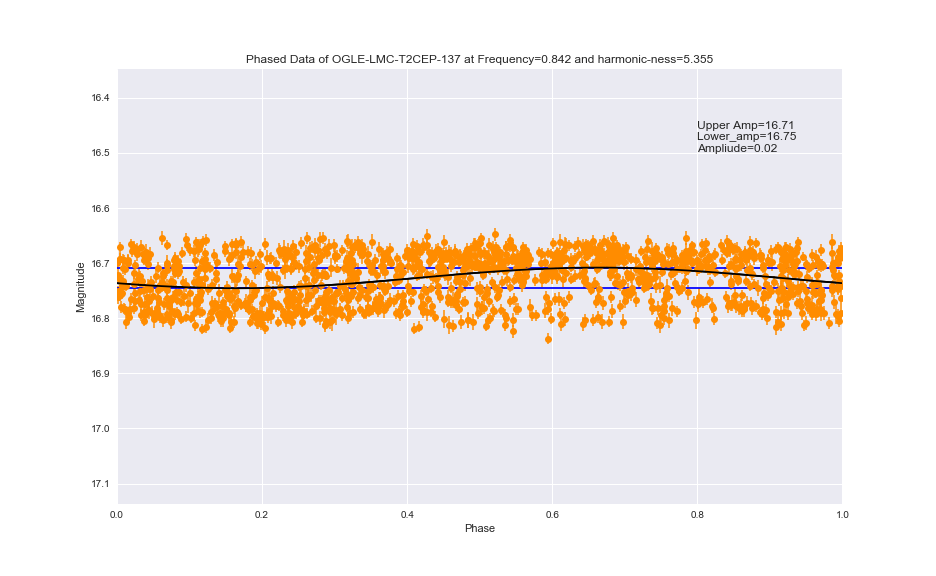 Phased Data of OGLE-LMC-T2CEP-137 at Frequency=0.842 and harmonic-ness=5.355
16.4
Upper Amp=16.71
Lower_amp=16.75
Ampliude=0.02
16.5
16.6
16.7
Magnitude
16.8
16.9
17.0
17.1
0.0 0.2 0.4 0.6 0.8 1.0
Phase